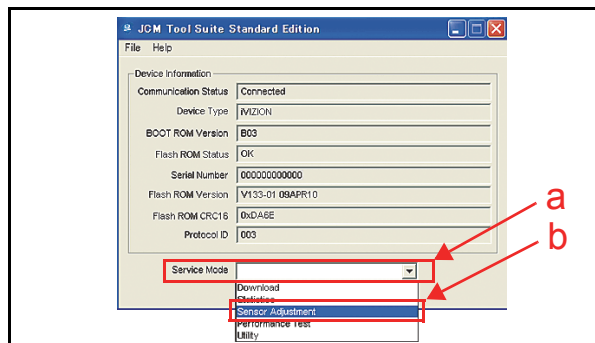 JCM Tool Suite Standard Edition
File Help
Device Information
Communication Status Connected
Device Type iVIZION
BOOT ROM Version B03
Flash ROM Status OK
Serial Number 000000000000
Flash ROM Version V133-01 09APR10
Flash ROM CRC16 0xDA6E
Protocol ID 003
a
b
Service Mode
Download
Statistics
Sensor Adjustment
Performance Test
Utility